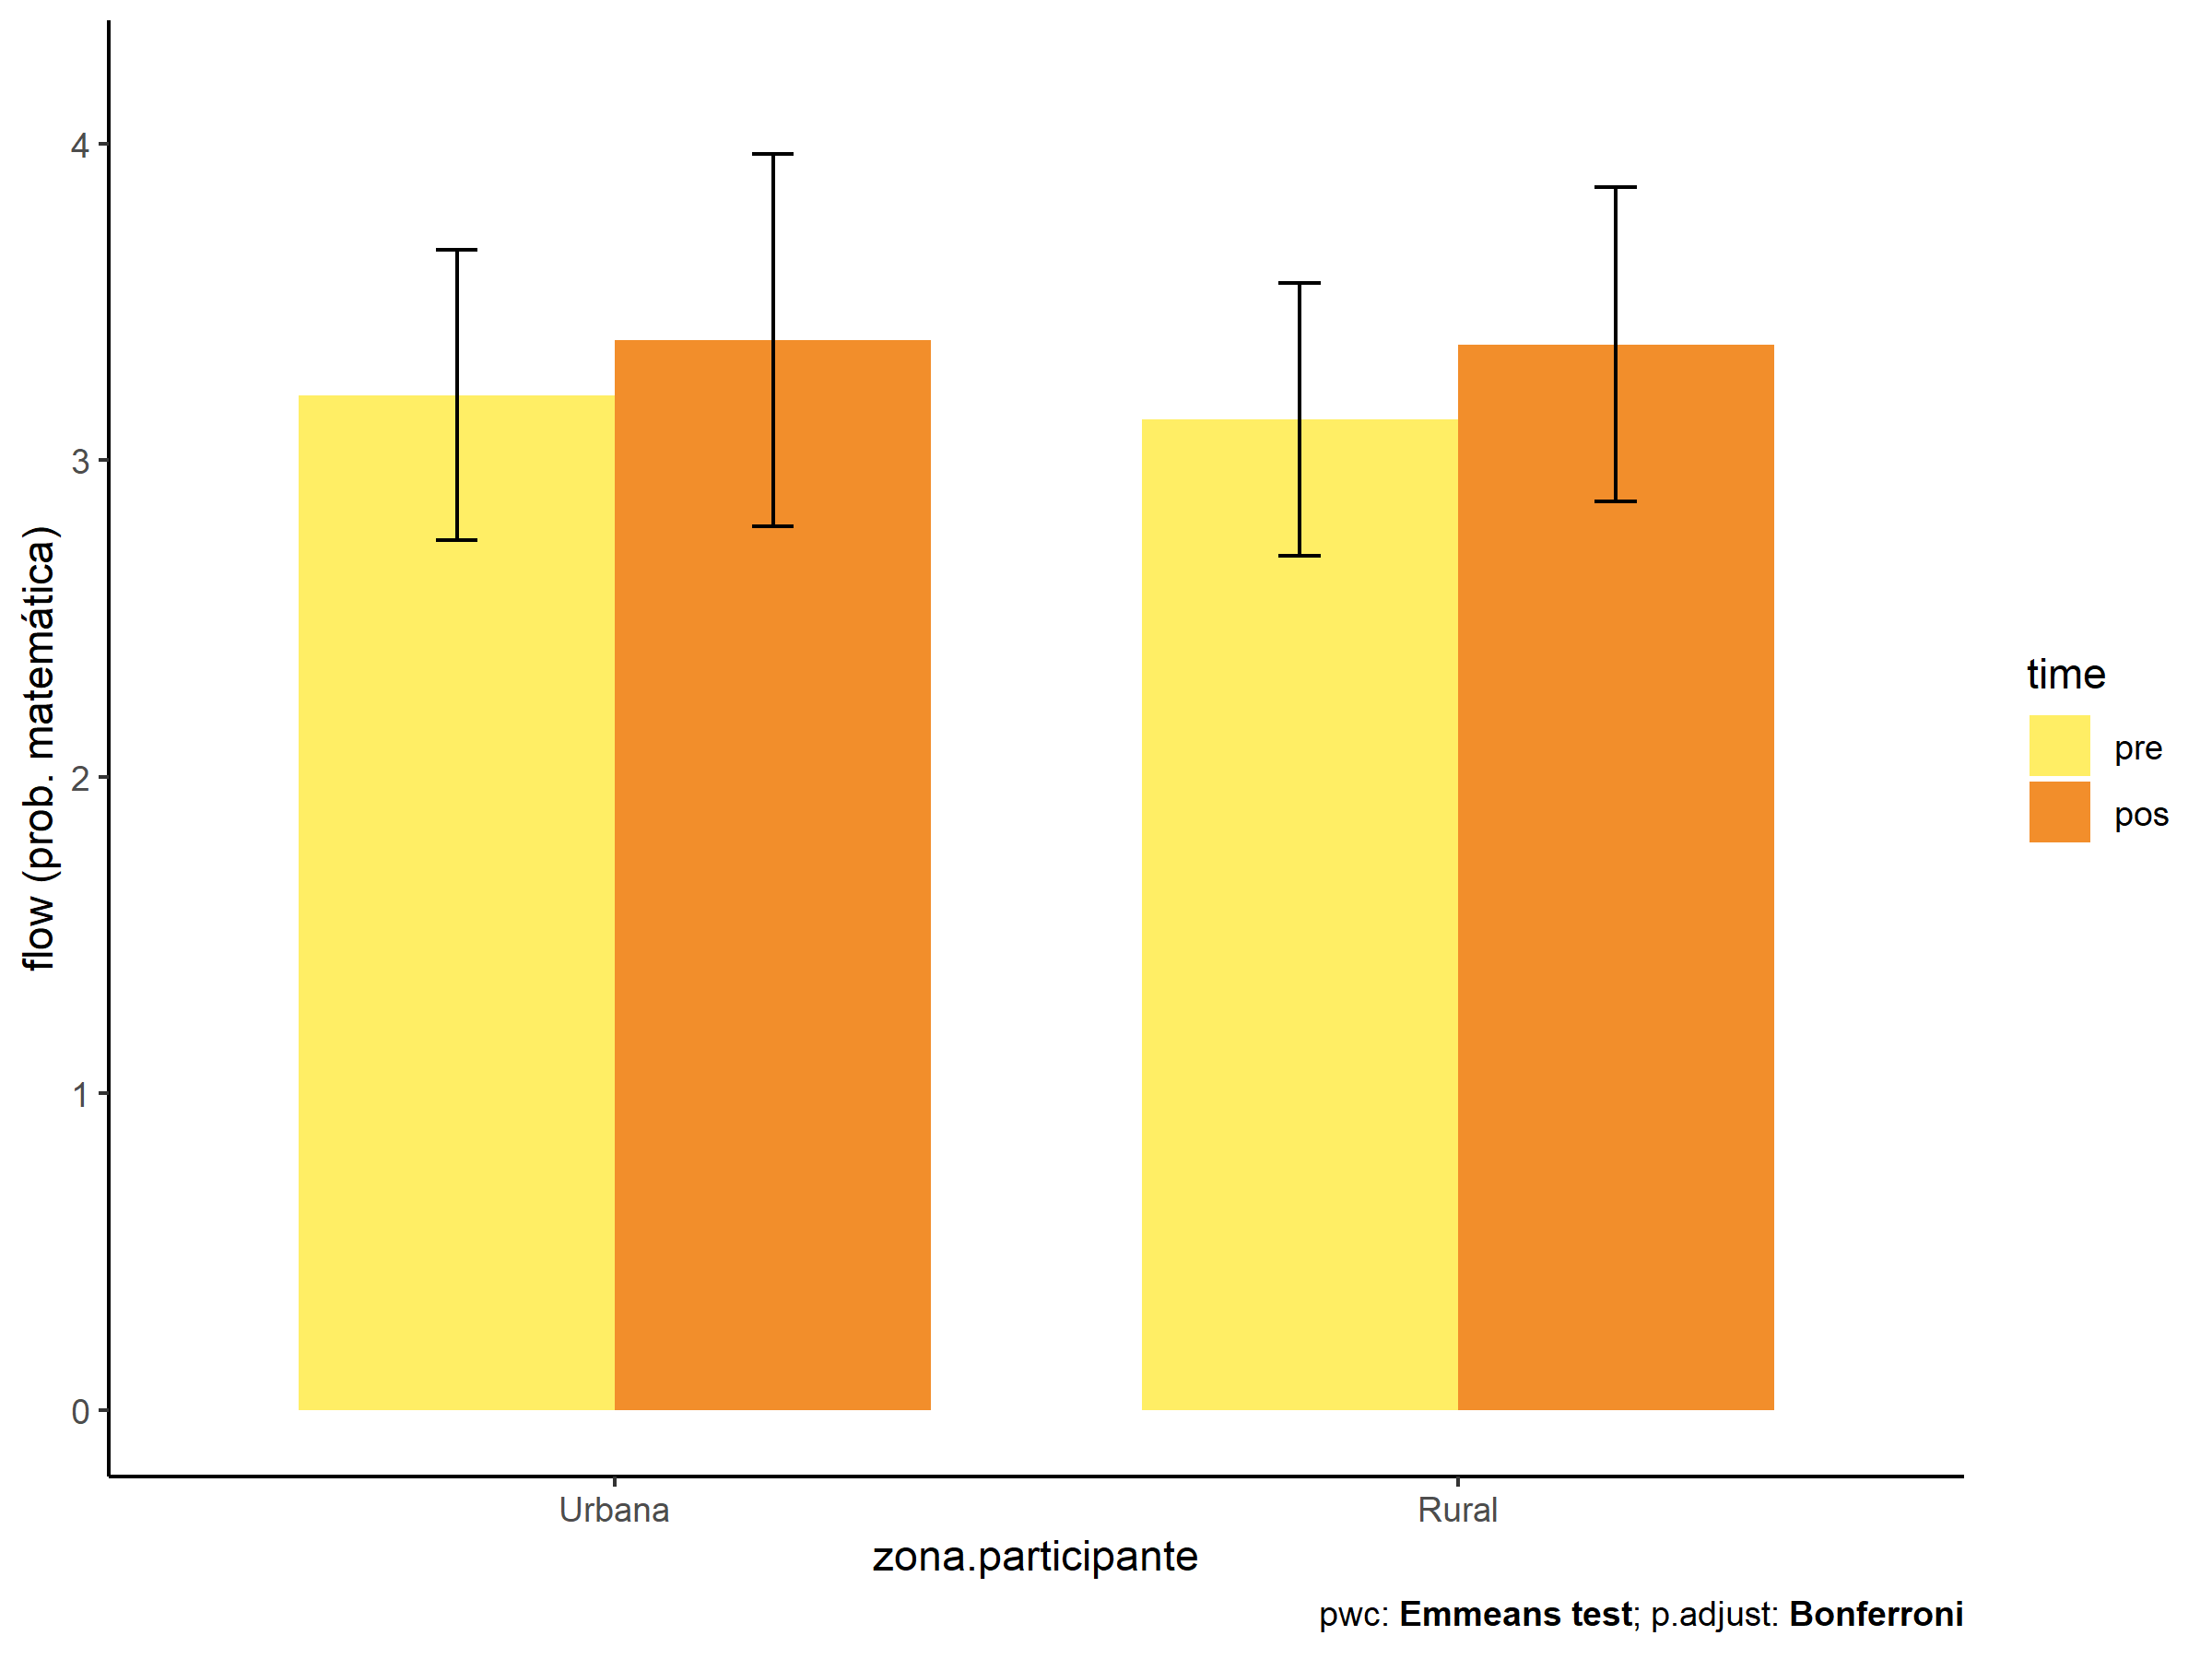 4
3
2
1
0
flow (prob. matemática)
Urbana
Rural
zona.participante
time
pre
pos
pwc: Emmeans test; p.adjust: Bonferroni